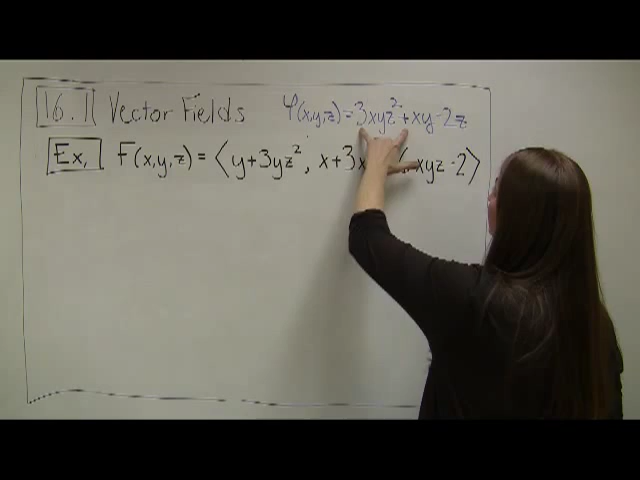 16.1 Vector Fields φ(x,y,z)=3xyz²+xy-2z
Ex, F(x,y,z) = ⟨y+3yz², x+3x xyz-2⟩